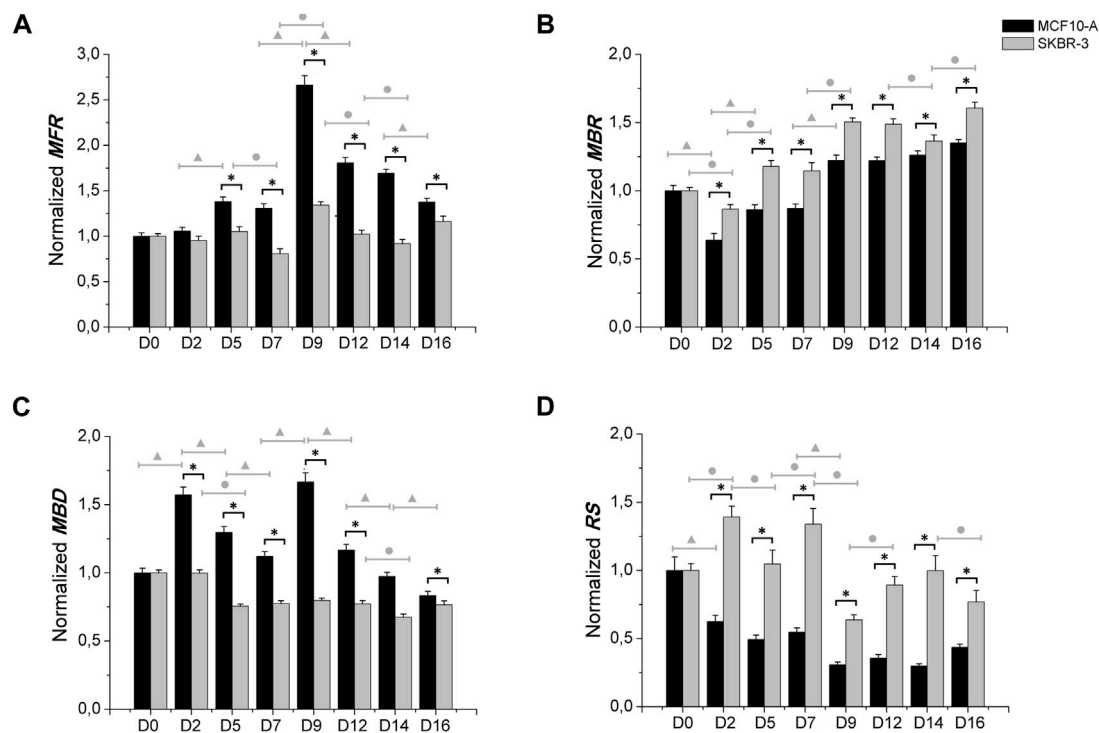 A
Normalized MFR
3,0
2,5
2,0
1,5
1,0
0,5
0,0
D0 D2 D5 D7 D9 D12 D14 D16
* * * * * * *
B
MCF10-A
SKBR-3
Normalized MBR
2,0
1,5
1,0
0,5
0,0
D0 D2 D5 D7 D9 D12 D14 D16
* * * * * * *
C
Normalized MBD
2,0
1,5
1,0
0,5
0,0
D0 D2 D5 D7 D9 D12 D14 D16
* * * * * * *
D
Normalized RS
2,0
1,5
1,0
0,5
0,0
D0 D2 D5 D7 D9 D12 D14 D16
* * * * * * *